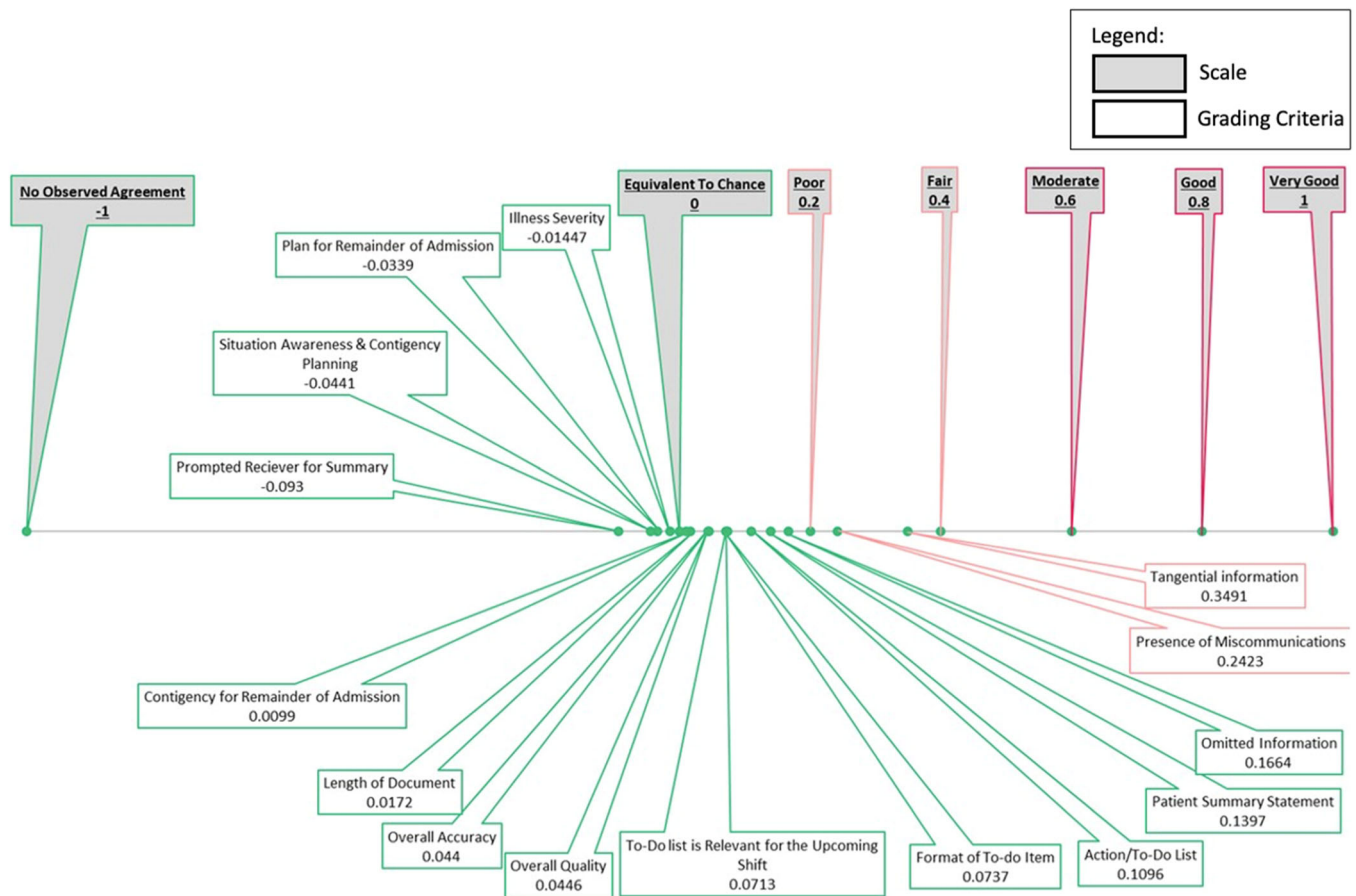 Legend:
Scale
Grading Criteria
No Observed Agreement
-1
Equivalent To Chance
0
Poor
0.2
Fair
0.4
Moderate
0.6
Good
0.8
Very Good
1
Illness Severity
-0.01447
Plan for Remainder of Admission
-0.0339
Situation Awareness & Contigency
Planning
-0.0441
Prompted Reciever for Summary
-0.093
Tangential information
0.3491
Presence of Miscommunications
0.2423
Contigency for Remainder of Admission
0.0099
Omitted Information
0.1664
Length of Document
0.0172
Patient Summary Statement
0.1397
Overall Accuracy
0.044
Overall Quality
0.0446
To-Do list is Relevant for the Upcoming
Shift
0.0713
Format of To-do Item
0.0737
Action/To-Do List
0.1096